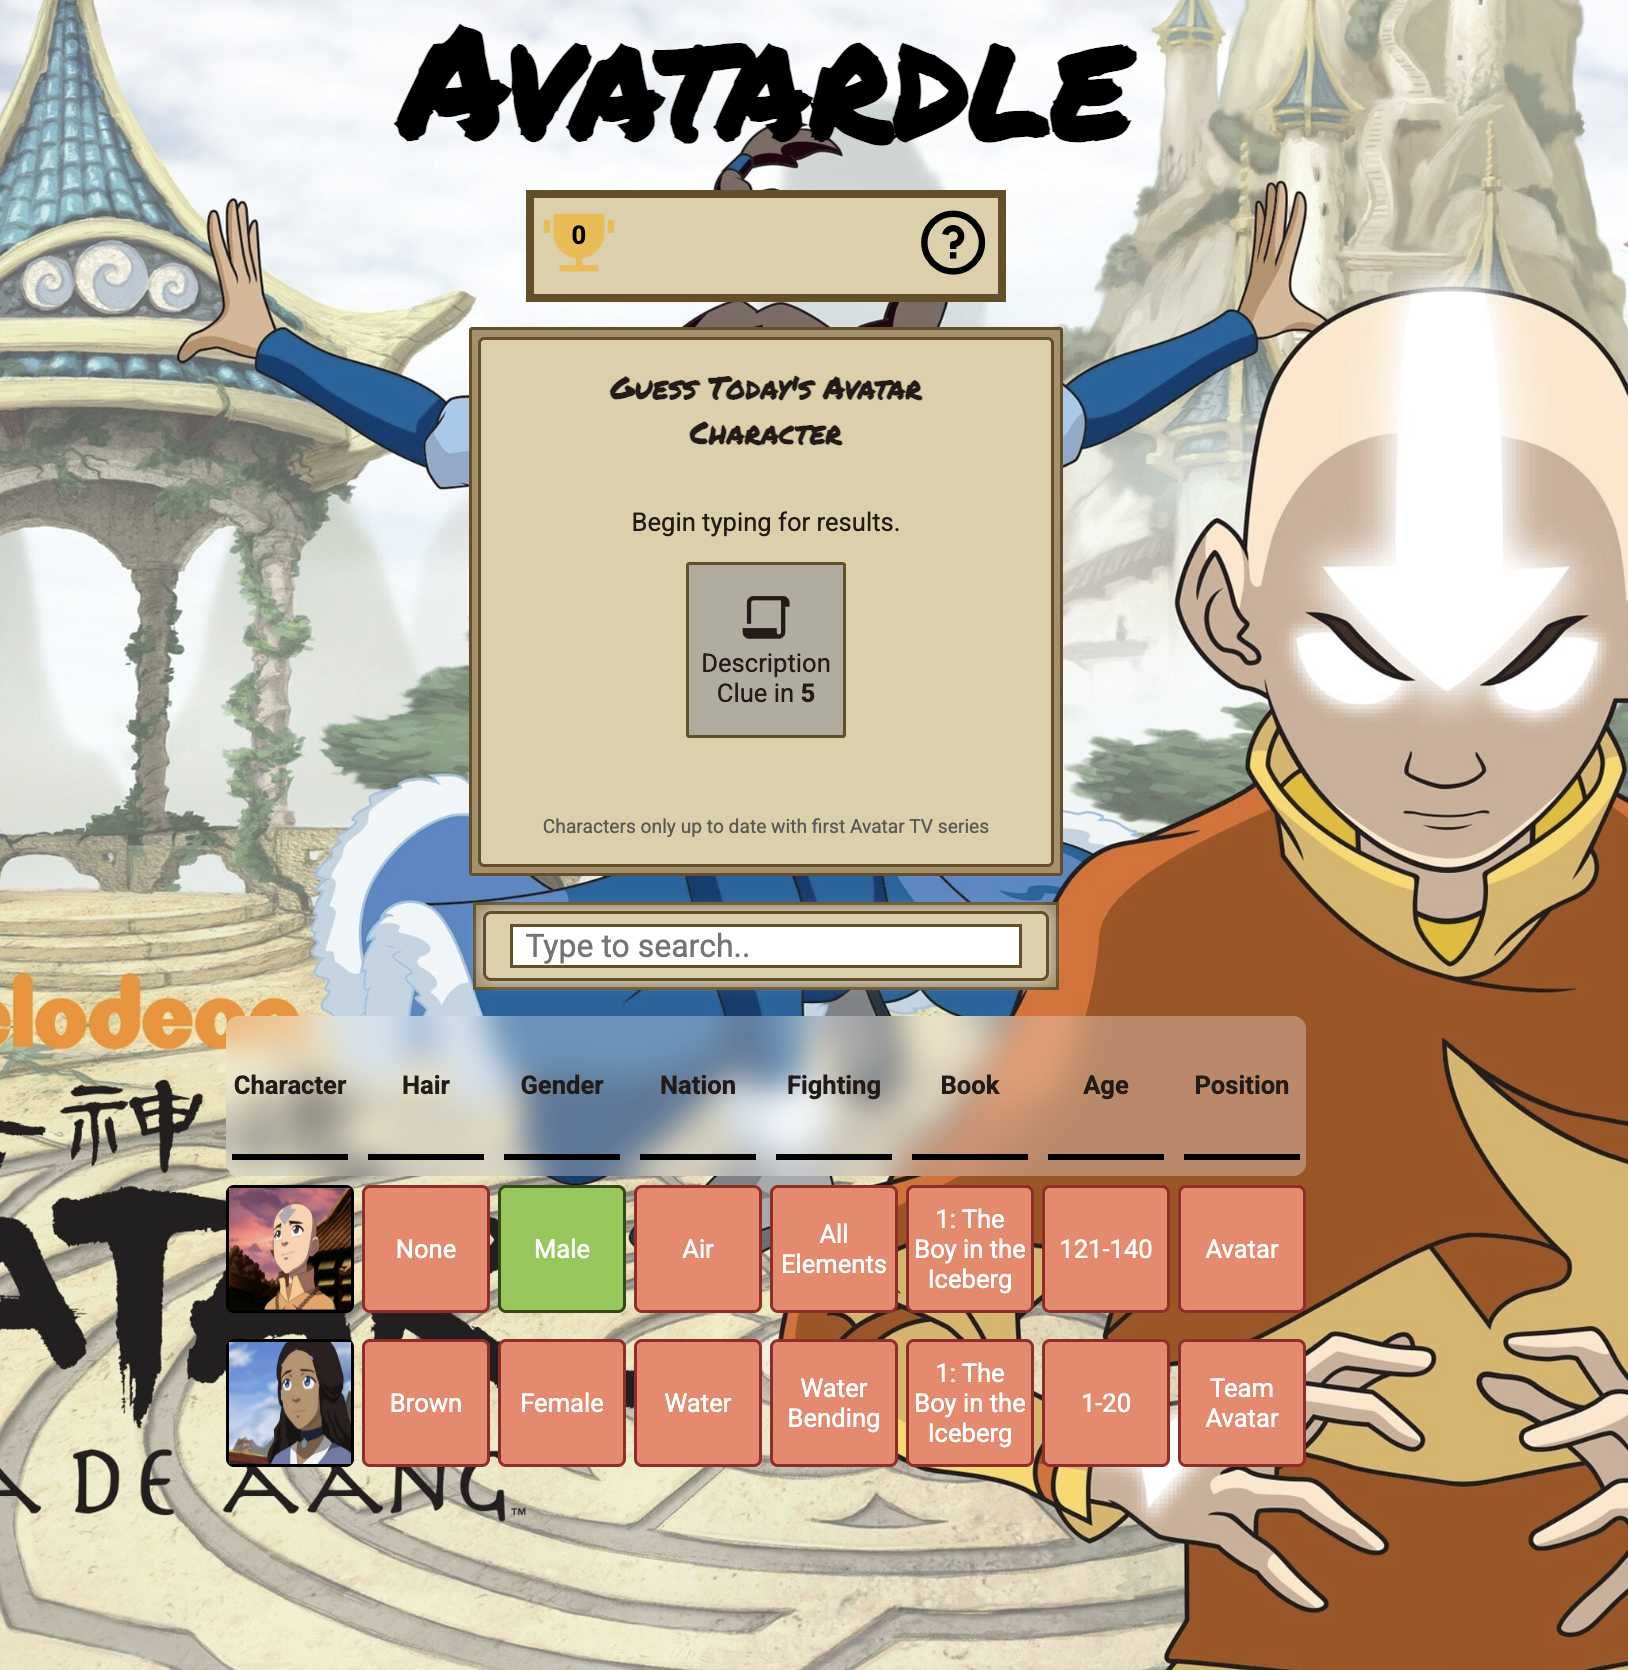 AVATARDLE
0
?
Guess Today's Avatar
Character
Begin typing for results.
Description
Clue in 5
Characters only up to date with first Avatar TV series
Type to search..
elodeon
神
Character Hair Gender Nation Fighting Book Age Position
None Male Air All Elements 1: The Boy in the Iceberg 121-140 Avatar
ATA
Brown Female Water Water Bending 1: The Boy in the Iceberg 1-20 Team Avatar
A DE AANG™